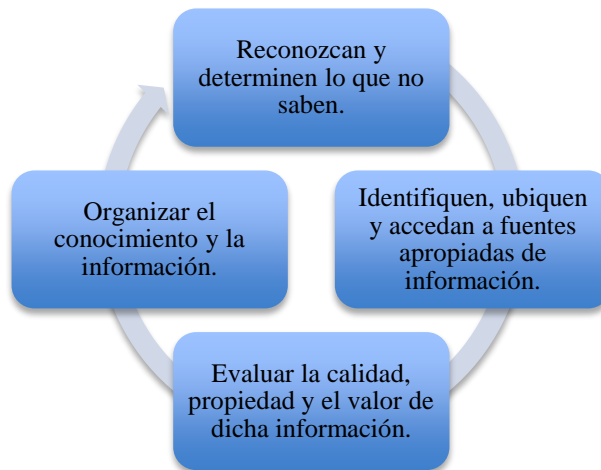 Reconozcan y
determinen lo que no
saben.
Identifiquen, ubiquen
y accedan a fuentes
apropiadas de
información.
Evaluar la calidad,
propiedad y el valor de
dicha información.
Organizar el
conocimiento y la
información.